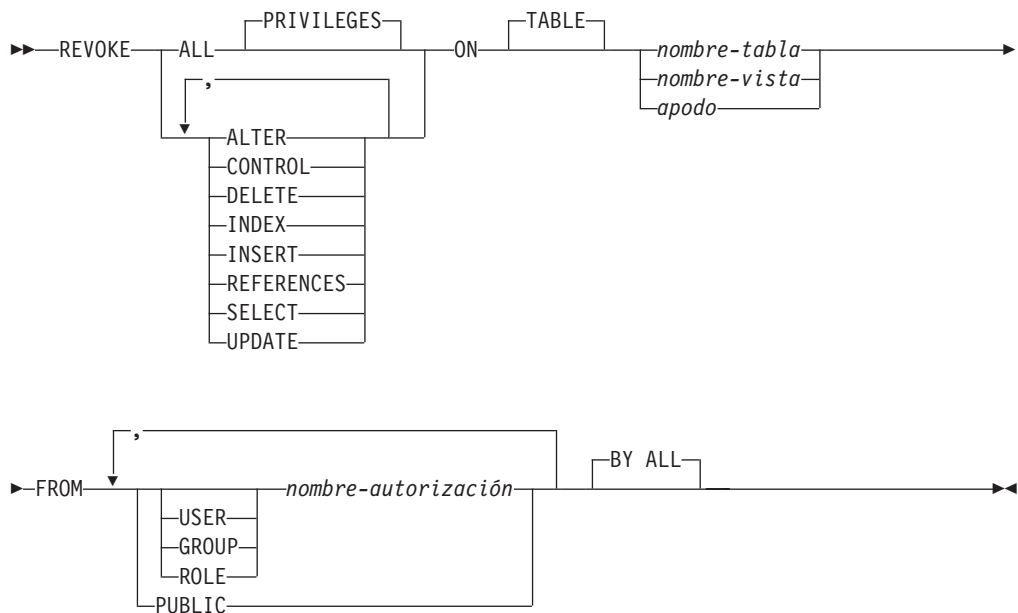 PRIVILEGES TABLE
REVOKE ALL ON nombre-tabla
, nombre-vista
apodo
ALTER
CONTROL
DELETE
INDEX
INSERT
REFERENCES
SELECT
UPDATE
,
BY ALL
FROM nombre-autorización
USER
GROUP
ROLE
PUBLIC